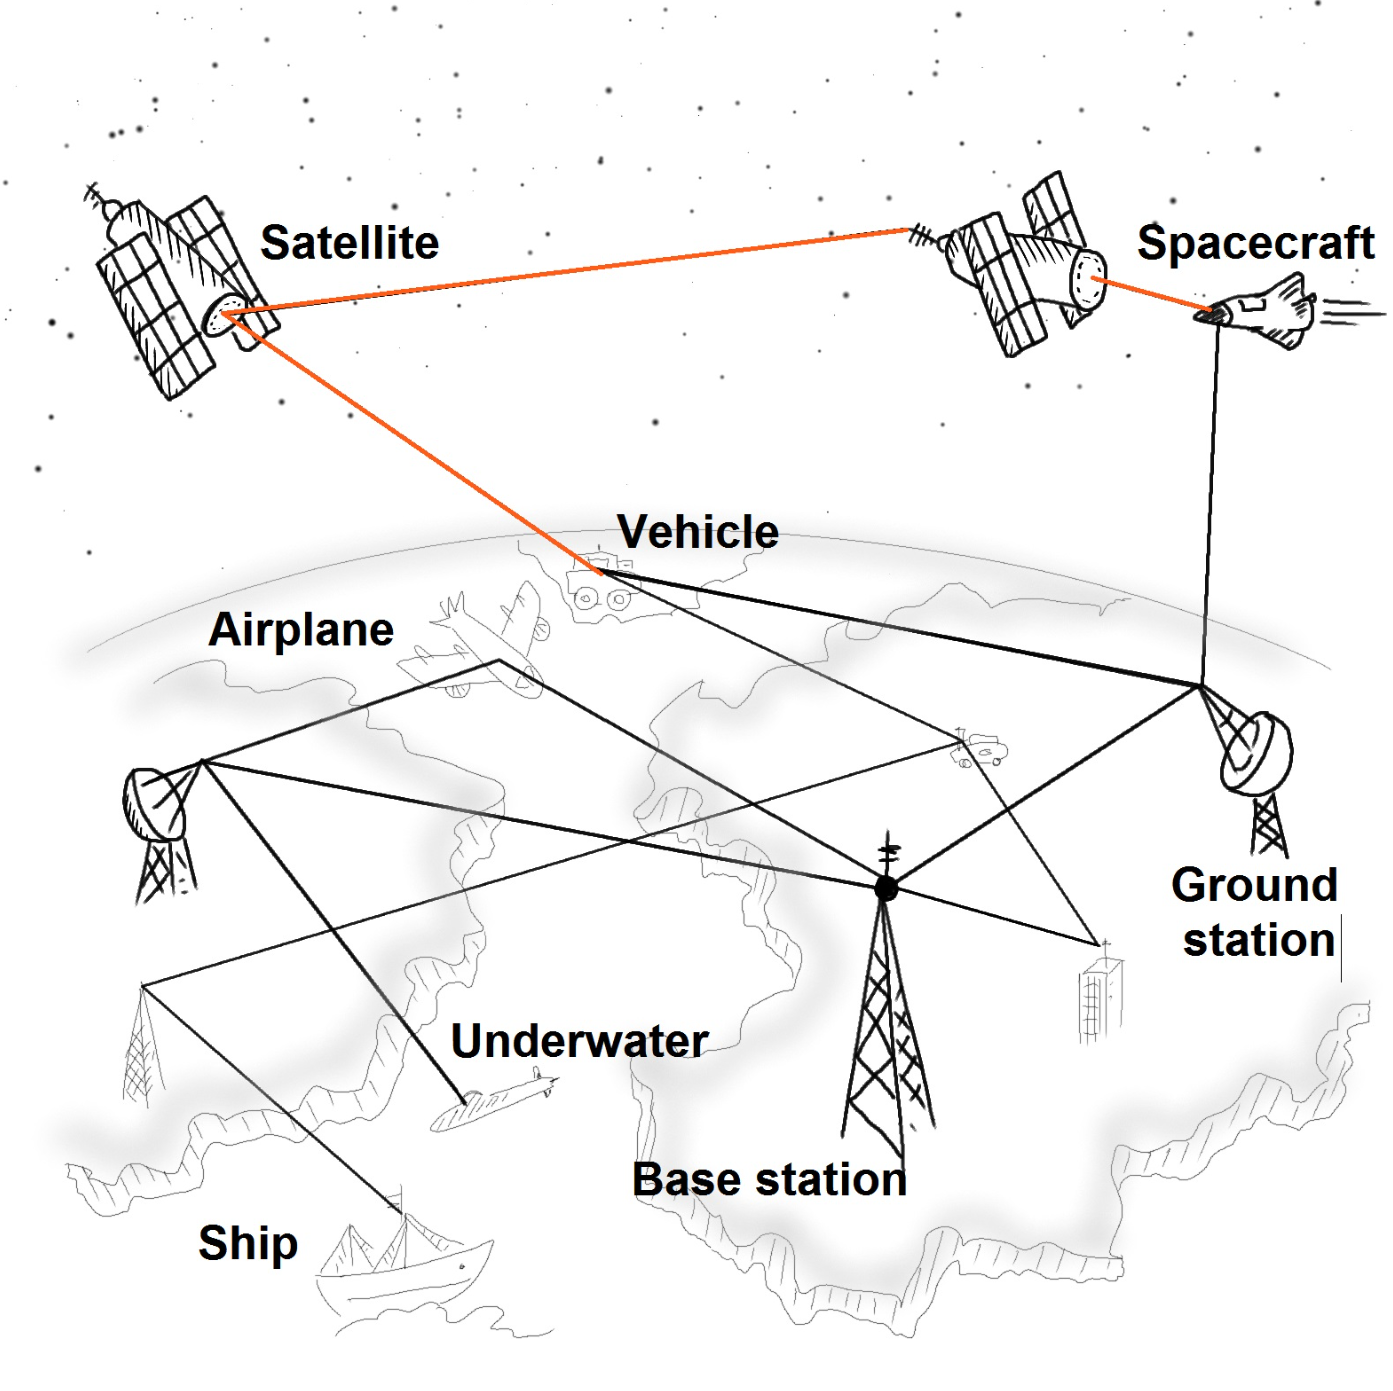 Satellite
Spacecraft
Vehicle
Airplane
Ground
station
Underwater
Base station
Ship